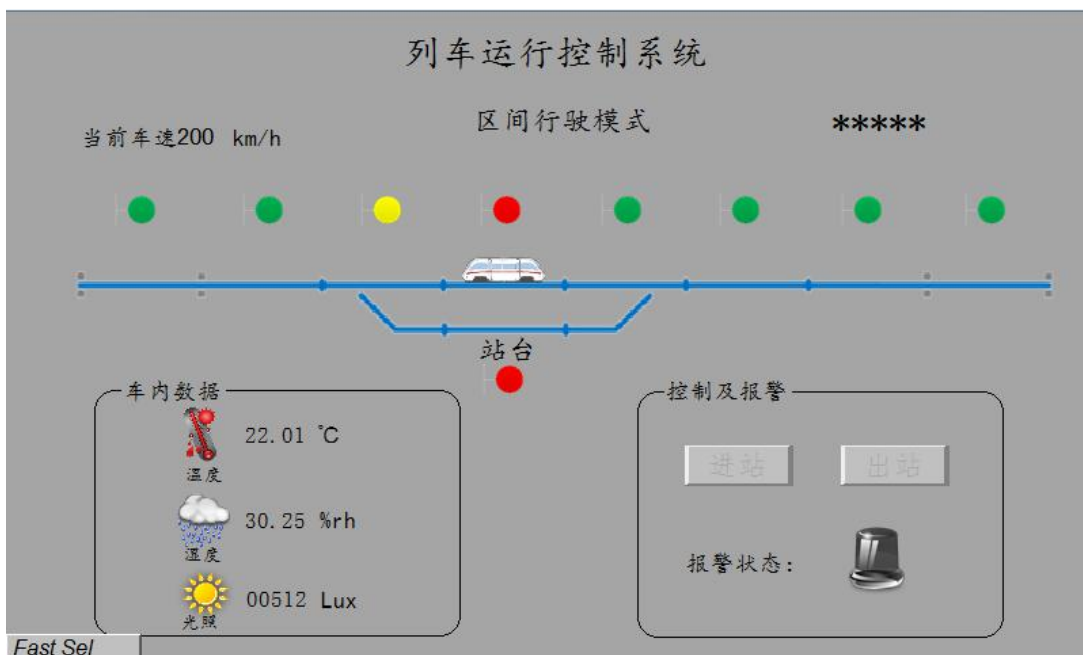 列车运行控制系统
当前车速200 km/h
区间行驶模式
*****
站台
车内数据
22.01 ℃
温度
30.25 %rh
湿度
00512 Lux
光照
控制及报警
进站
出站
报警状态:
Fast Sel